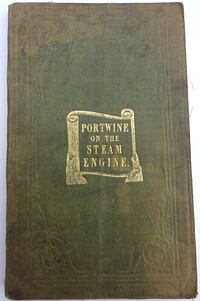 PORTWINE
ON THE
STEAM
ENGINE.